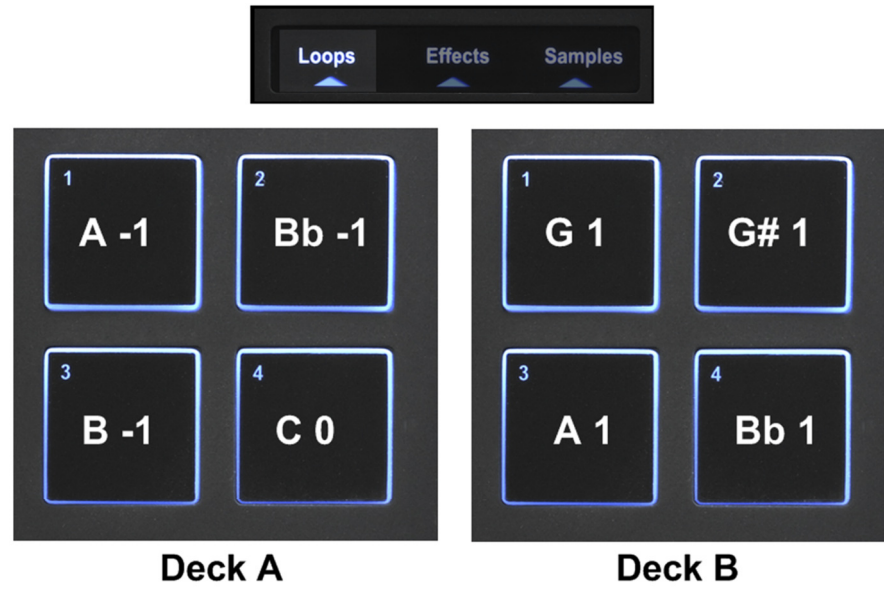 Loops Effects Samples
1 2 1 2
A -1 Bb -1 G 1 G# 1
3 4 3 4
B -1 C 0 A 1 Bb 1
Deck A Deck B